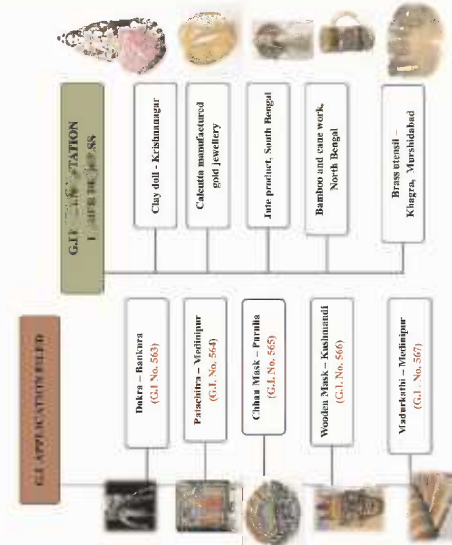 G.I APPLICATION FILED
Dokra – Bankura
(G.I. No. 563)
Patachitra – Medinipur
(G.I. No. 564)
Chhau Mask – Purulia
(G.I. No. 565)
Wooden Mask – Kushmandi
(G.I. No. 566)
Madurkathi – Medinipur
(G.I. No. 567)
Clay doll - Krishnanagar
Calcutta manufactured
gold jewellery
Jute product, South Bengal
Bamboo and cane work,
North Bengal
Brass utensil –
Khagra, Murshidabad